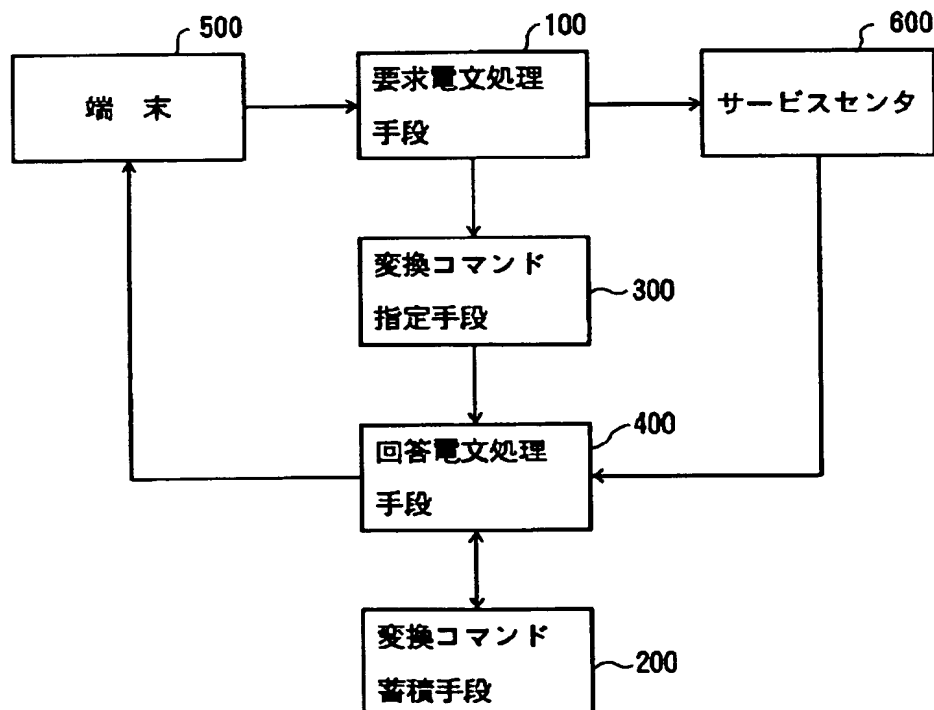 500
100
600
端 末
要求電文処理
手段
サービスセンタ
変換コマンド
指定手段
300
回答電文処理
手段
400
変換コマンド
蓄積手段
200